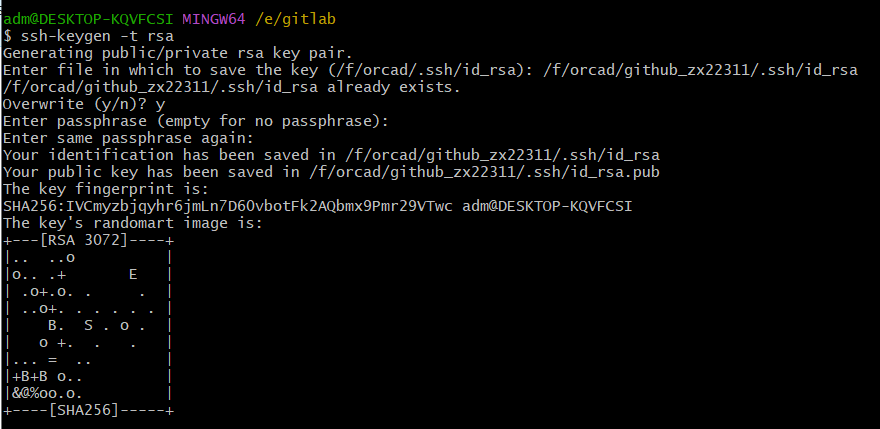 adm@DESKTOP-KQVFCSI MINGW64 /e/gitlab
$ ssh-keygen -t rsa
Generating public/private rsa key pair.
Enter file in which to save the key (/f/orcad/.ssh/id_rsa): /f/orcad/github_zx22311/.ssh/id_rsa
/f/orcad/github_zx22311/.ssh/id_rsa already exists.
Overwrite (y/n)? y
Enter passphrase (empty for no passphrase):
Enter same passphrase again:
Your identification has been saved in /f/orcad/github_zx22311/.ssh/id_rsa
Your public key has been saved in /f/orcad/github_zx22311/.ssh/id_rsa.pub
The key fingerprint is:
SHA256:IVCmyzbjqyhr6jmLn7D6OvbotFk2AQbmx9Pmr29VTwc adm@DESKTOP-KQVFCSI
The key's randomart image is:
+---[RSA 3072]----+
|..  ..o          |
|o.. .+       E   |
| .o+.o. .     .  |
| ..o+. . . . . . |
|    B.  S . o .  |
|   o +.  .   .   |
|... =  ..        |
|+B+B o..         |
|&@%oo.o.         |
+----[SHA256]-----+